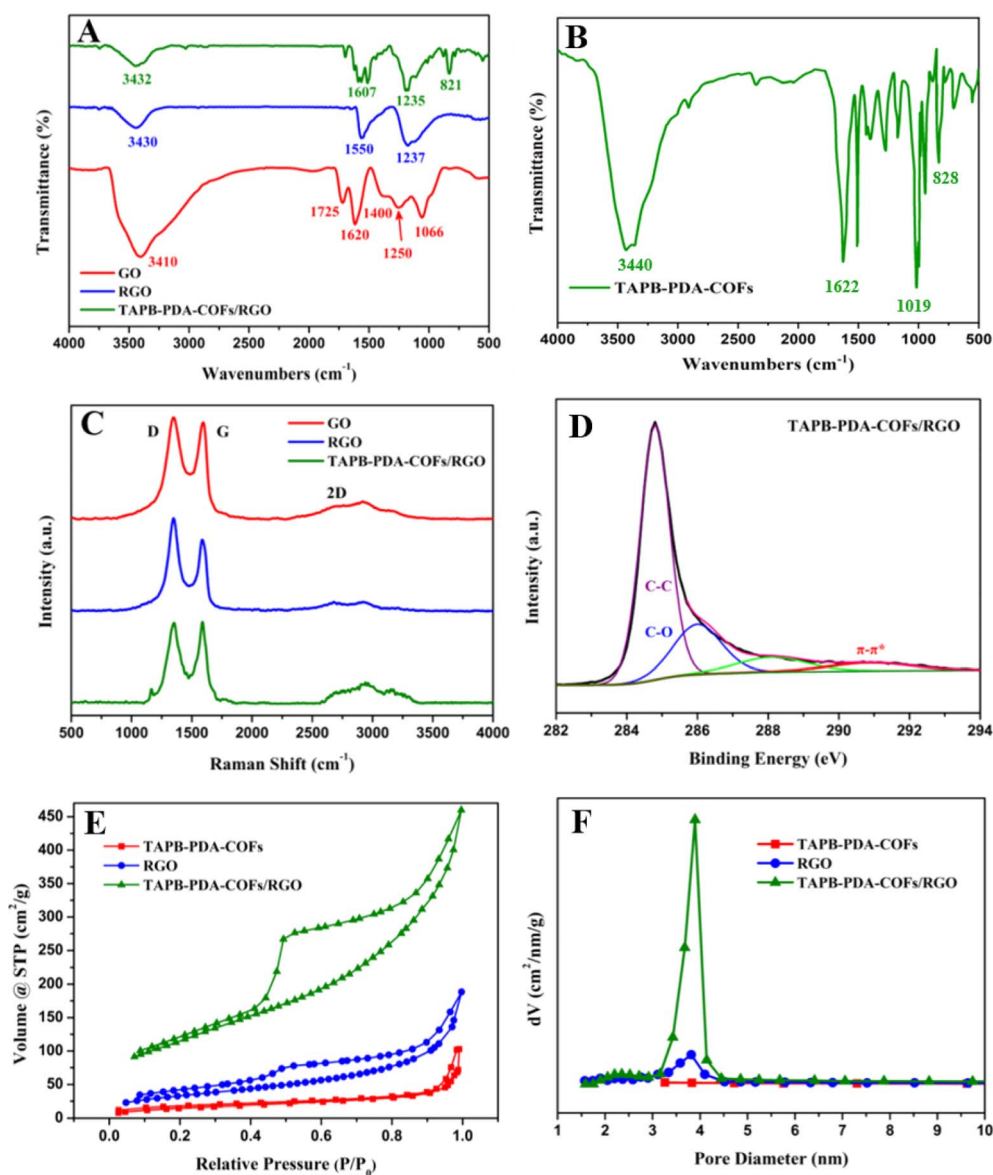 A
3432
1607
1235
821
3430
1550
1237
1725
1620
1400
1250
1066
3410
GO
RGO
TAPB-PDA-COFs/RGO
Transmittance (%)
4000 3500 3000 2500 2000 1500 1000 500
Wavenumbers (cm⁻¹)
B
3440
1622
1019
828
TAPB-PDA-COFs
Transmittance (%)
4000 3500 3000 2500 2000 1500 1000 500
Wavenumbers (cm⁻¹)
C
D G
2D
GO
RGO
TAPB-PDA-COFs/RGO
Intensity (a.u.)
500 1000 1500 2000 2500 3000 3500 4000
Raman Shift (cm⁻¹)
D
TAPB-PDA-COFs/RGO
C-C
C-O
π-π*
Intensity (a.u.)
282 284 286 288 290 292 294
Binding Energy (eV)
E
TAPB-PDA-COFs
RGO
TAPB-PDA-COFs/RGO
Volume @ STP (cm²/g)
450
400
350
300
250
200
150
100
50
0
0.0 0.2 0.4 0.6 0.8 1.0
Relative Pressure (P/P₀)
F
TAPB-PDA-COFs
RGO
TAPB-PDA-COFs/RGO
dV (cm²/nm/g)
1 2 3 4 5 6 7 8 9 10
Pore Diameter (nm)